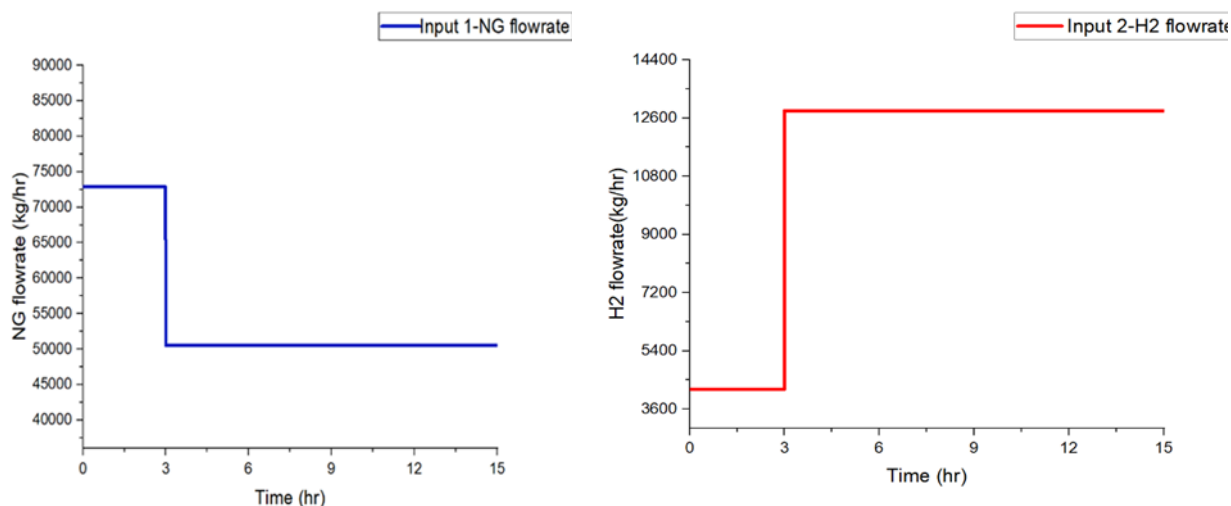 Input 1-NG flowrate
90000
85000
80000
75000
70000
65000
60000
55000
50000
45000
40000
NG flowrate (kg/hr)
0 3 6 9 12 15
Time (hr)
Input 2-H2 flowrate
14400
12600
10800
9000
7200
5400
3600
H2 flowrate(kg/hr)
0 3 6 9 12 15
Time (hr)